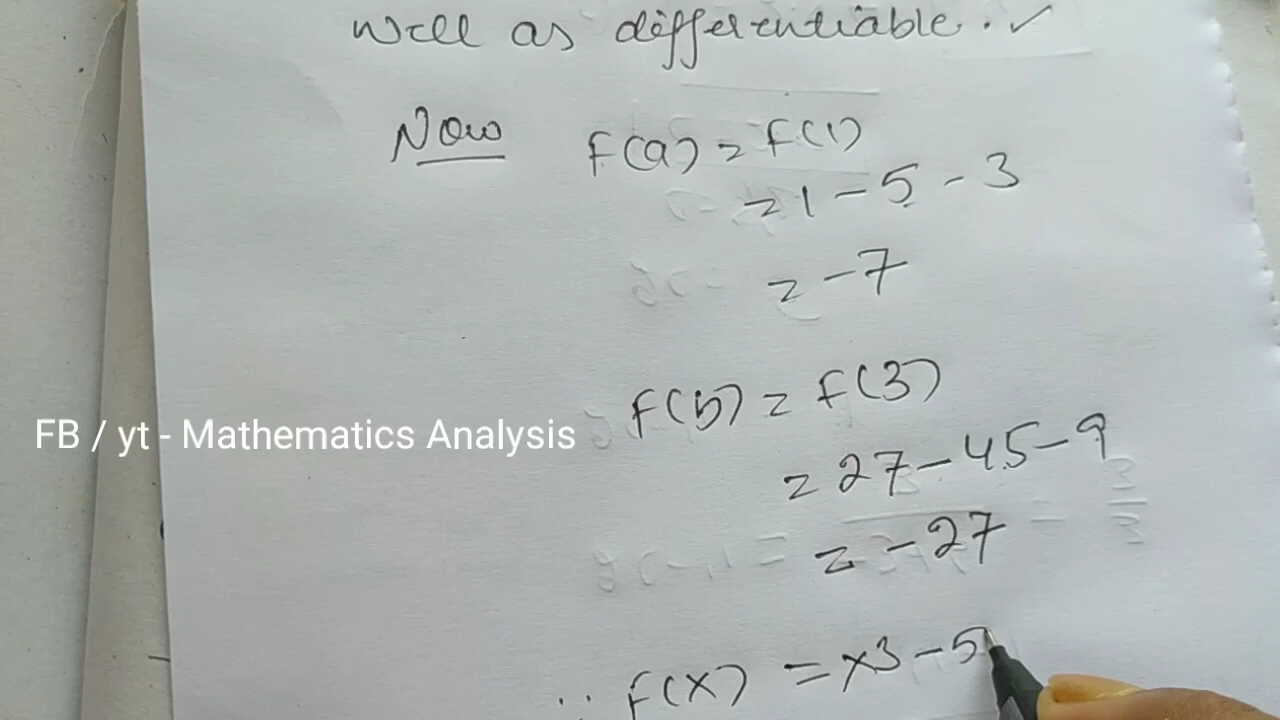 Well as differentiable. ✓
Now f(a) = f(1)
= 1 - 5 - 3
= -7
f(b) = f(3)
= 27 - 45 - 9
= -27
∵ f(x) = x3 - 5
FB / yt - Mathematics Analysis